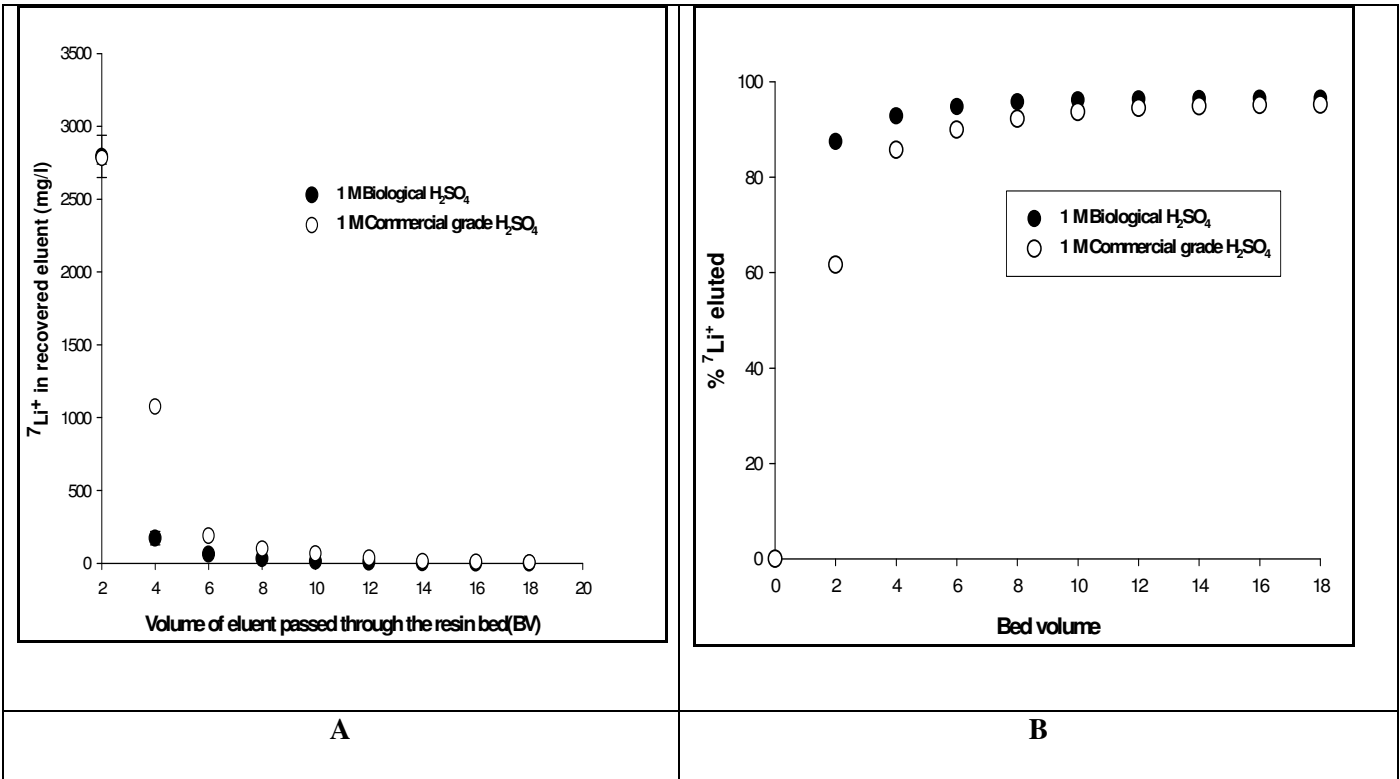 3500
3000
2500
2000
1500
1000
500
0
2 4 6 8 10 12 14 16 18 20
⁷Li⁺ in recovered eluent (mg/l)
1 M Biological H₂SO₄
1 M Commercial grade H₂SO₄
Volume of eluent passed through the resin bed(BV)
A
100
80
60
40
20
0
0 2 4 6 8 10 12 14 16 18
% ⁷Li⁺ eluted
1 M Biological H₂SO₄
1 M Commercial grade H₂SO₄
Bed volume
B